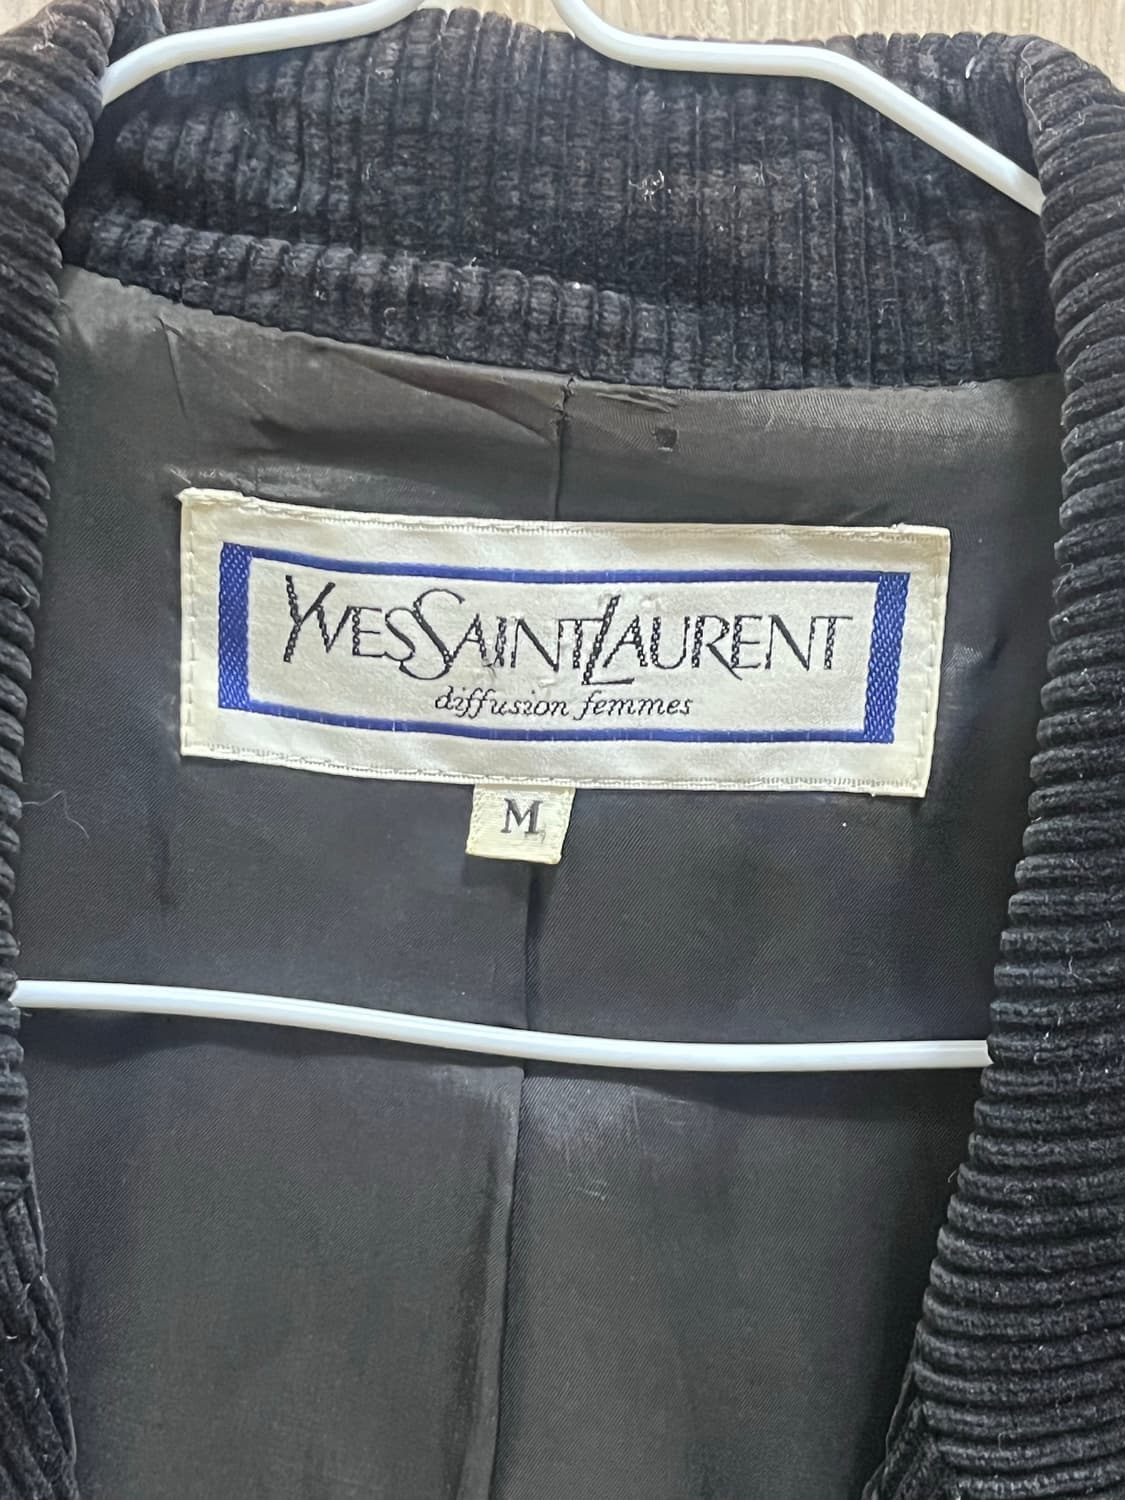 YVES SAINT LAURENT
diffusion femmes
M